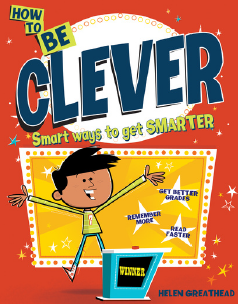 HOW
TO BE
CLEVER
Smart ways to get SMARTER
GET BETTER
GRADES
REMEMBER
MORE
READ
FASTER
WINNER
HELEN GREATHEAD